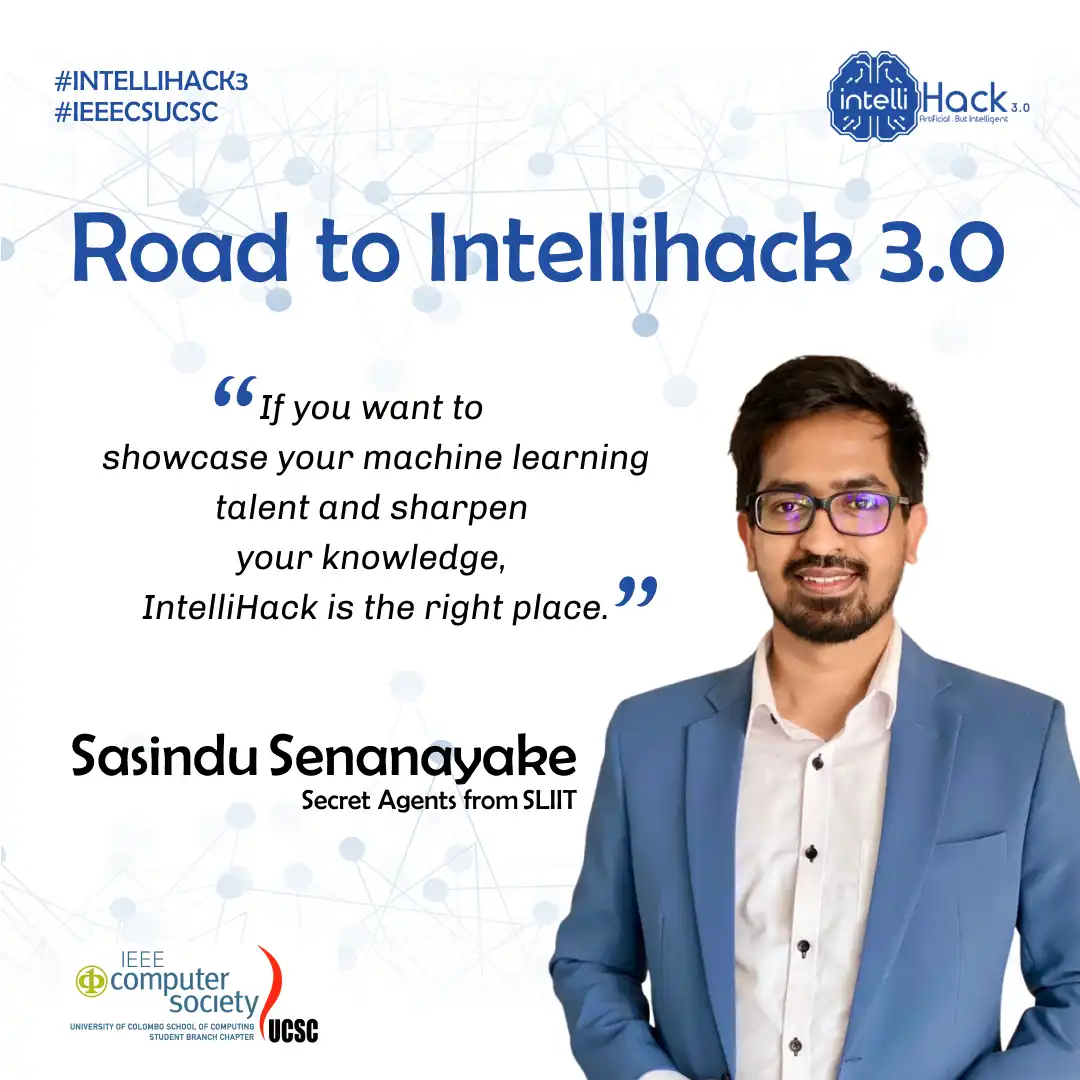 #INTELLIHACK3
#IEEECSUCSC
intelliHack 3.0
Artificial . But Intelligent
Road to Intellihack 3.0
“If you want to
showcase your machine learning
talent and sharpen
your knowledge,
IntelliHack is the right place.”
Sasindu Senanayake
Secret Agents from SLIIT
IEEE
computer
society
UNIVERSITY OF COLOMBO SCHOOL OF COMPUTING
STUDENT BRANCH CHAPTER
UCSC